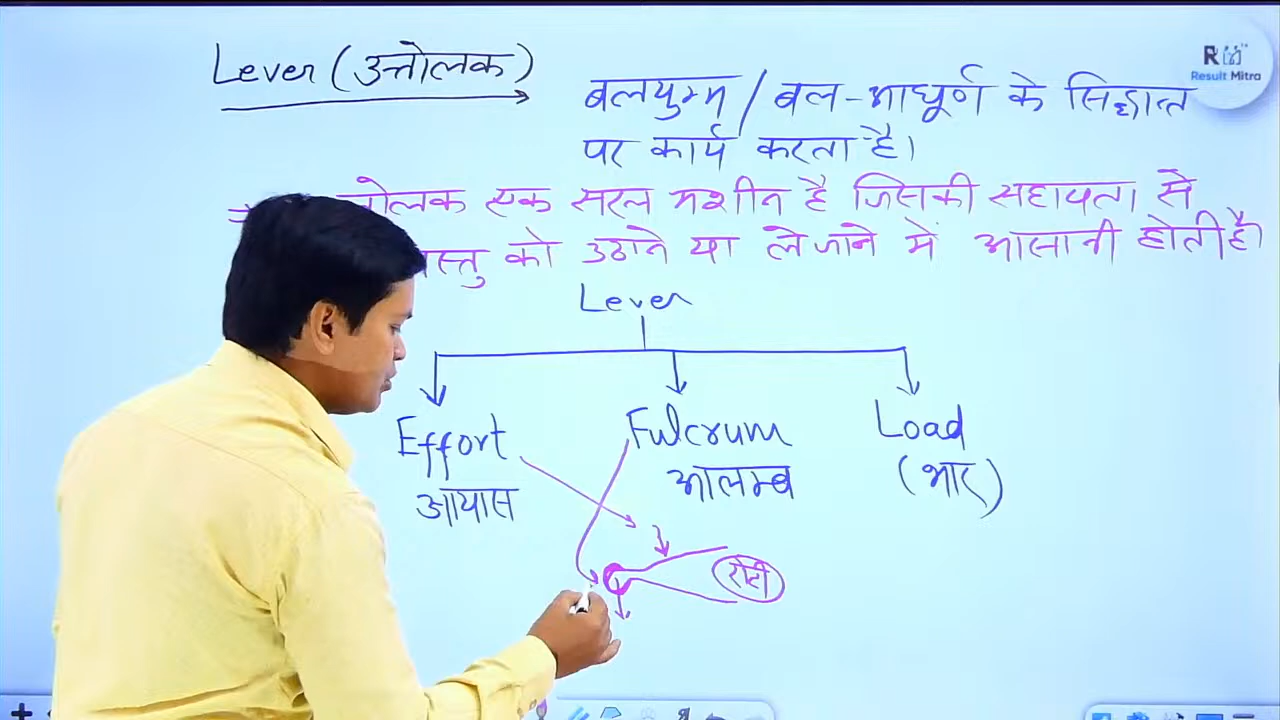 Lever (उत्तोलक)
बलयुग्म / बल-आघूर्ण के सिद्धान्त
पर कार्य करता है।
त्तोलक एक सरल मशीन है जिसकी सहायता से
वस्तु को उठाने या ले जाने में आसानी होती है।
Lever
Effort Fulcrum Load
आयास आलम्ब (भार)
रोटी
Result Mitra